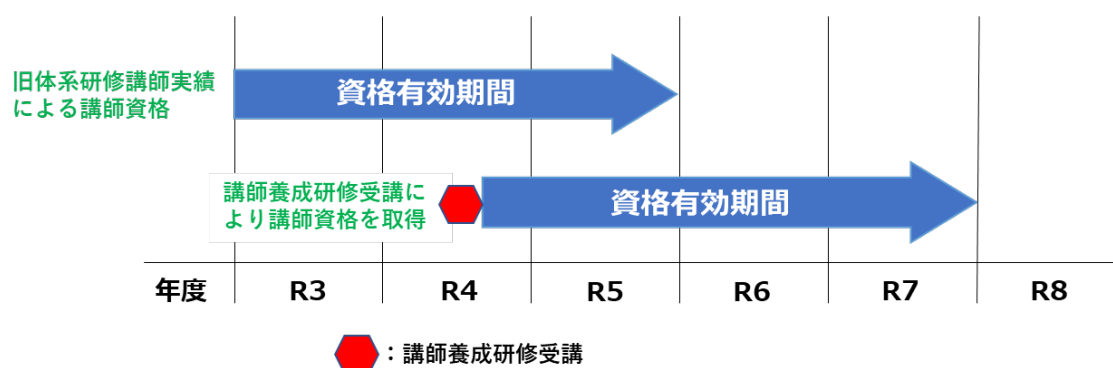 旧体系研修講師実績
による講師資格
資格有効期間
講師養成研修受講に
より講師資格を取得
資格有効期間
年度 R3 R4 R5 R6 R7 R8
：講師養成研修受講